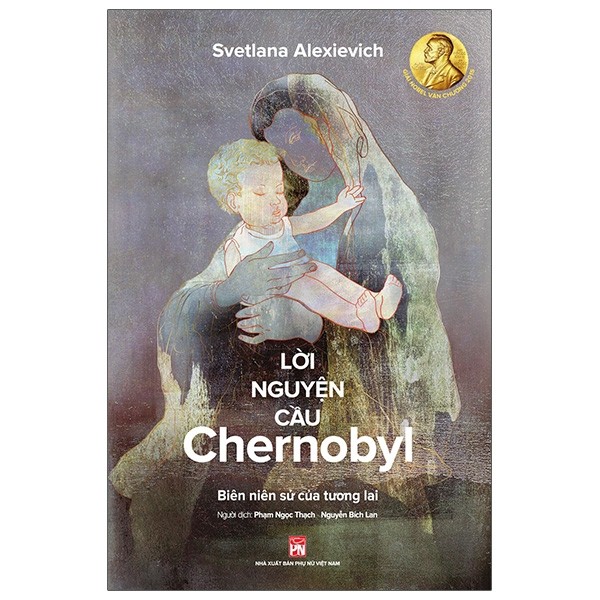 Svetlana Alexievich
GIẢI NOBEL VĂN CHƯƠNG 2015
LỜI
NGUYỆN
CẦU
Chernobyl
Biên niên sử của tương lai
Người dịch: Phạm Ngọc Thạch - Nguyễn Bích Lan
PN
NHÀ XUẤT BẢN PHỤ NỮ VIỆT NAM